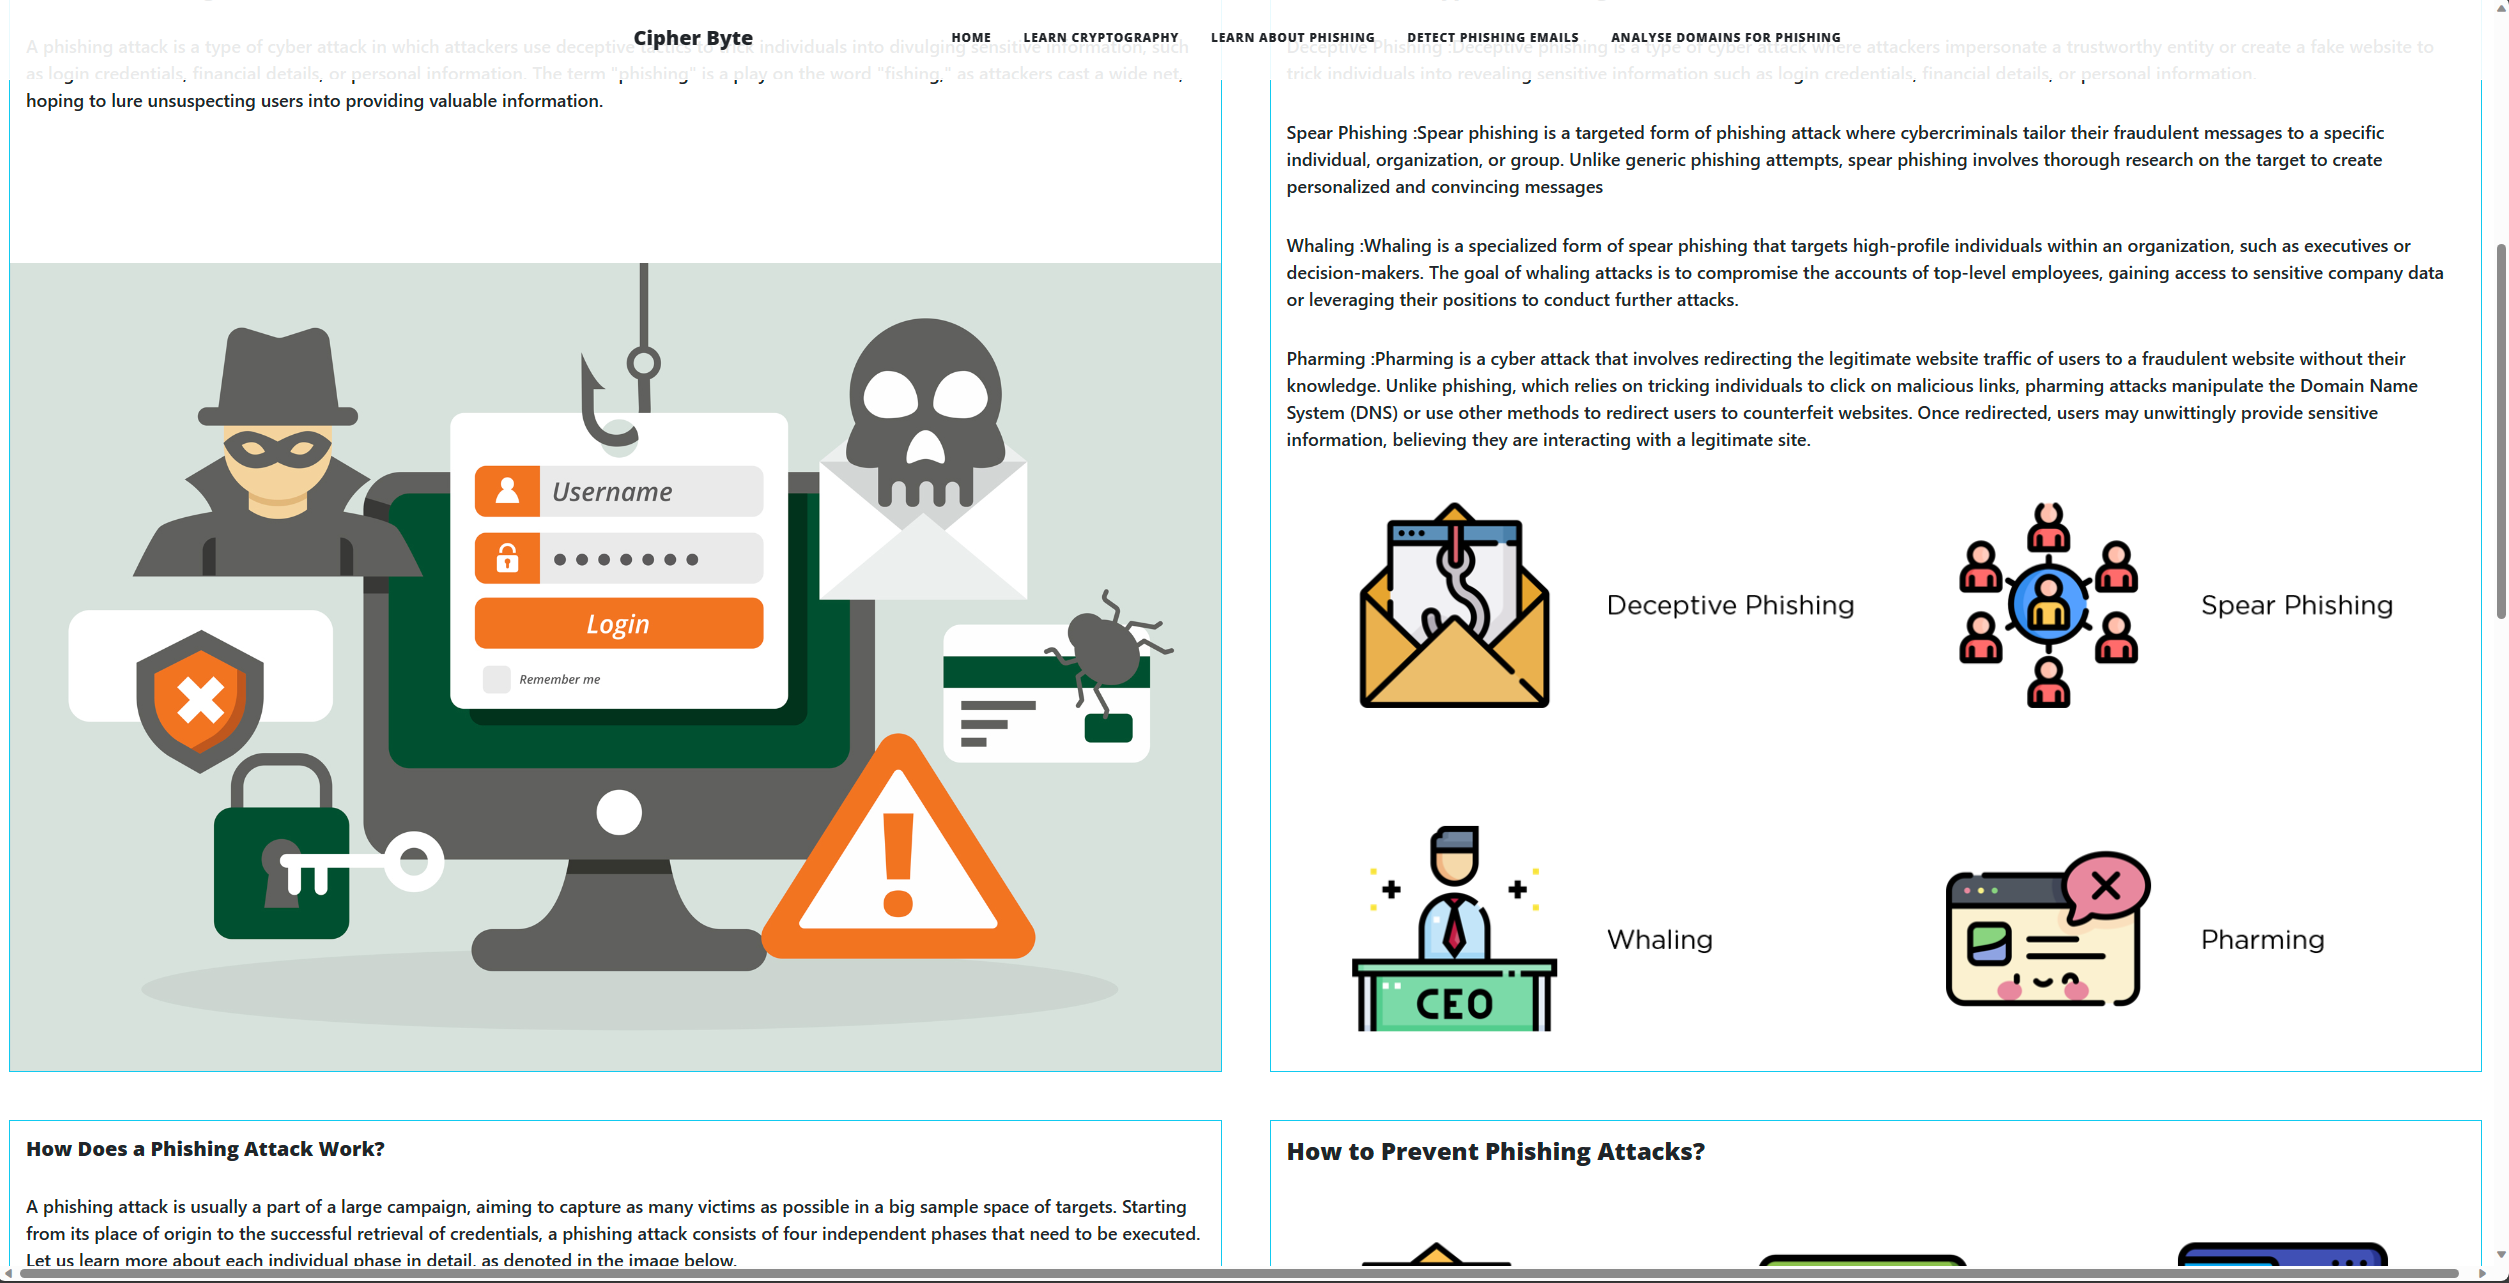 Cipher Byte
HOME
LEARN CRYPTOGRAPHY
LEARN ABOUT PHISHING
DETECT PHISHING EMAILS
ANALYSE DOMAINS FOR PHISHING
A phishing attack is a type of cyber attack in which attackers use deceptive tactics to trick individuals into divulging sensitive information, such
as login credentials, financial details, or personal information. The term "phishing" is a play on the word "fishing," as attackers cast a wide net,
hoping to lure unsuspecting users into providing valuable information.
Username
Login
Remember me
Deceptive Phishing :Deceptive phishing is a type of cyber attack where attackers impersonate a trustworthy entity or create a fake website to
trick individuals into revealing sensitive information such as login credentials, financial details, or personal information.
Spear Phishing :Spear phishing is a targeted form of phishing attack where cybercriminals tailor their fraudulent messages to a specific
individual, organization, or group. Unlike generic phishing attempts, spear phishing involves thorough research on the target to create
personalized and convincing messages
Whaling :Whaling is a specialized form of spear phishing that targets high-profile individuals within an organization, such as executives or
decision-makers. The goal of whaling attacks is to compromise the accounts of top-level employees, gaining access to sensitive company data
or leveraging their positions to conduct further attacks.
Pharming :Pharming is a cyber attack that involves redirecting the legitimate website traffic of users to a fraudulent website without their
knowledge. Unlike phishing, which relies on tricking individuals to click on malicious links, pharming attacks manipulate the Domain Name
System (DNS) or use other methods to redirect users to counterfeit websites. Once redirected, users may unwittingly provide sensitive
information, believing they are interacting with a legitimate site.
Deceptive Phishing
Spear Phishing
Whaling
CEO
Pharming
How Does a Phishing Attack Work?
A phishing attack is usually a part of a large campaign, aiming to capture as many victims as possible in a big sample space of targets. Starting
from its place of origin to the successful retrieval of credentials, a phishing attack consists of four independent phases that need to be executed.
Let us learn more about each individual phase in detail, as denoted in the image below.
How to Prevent Phishing Attacks?